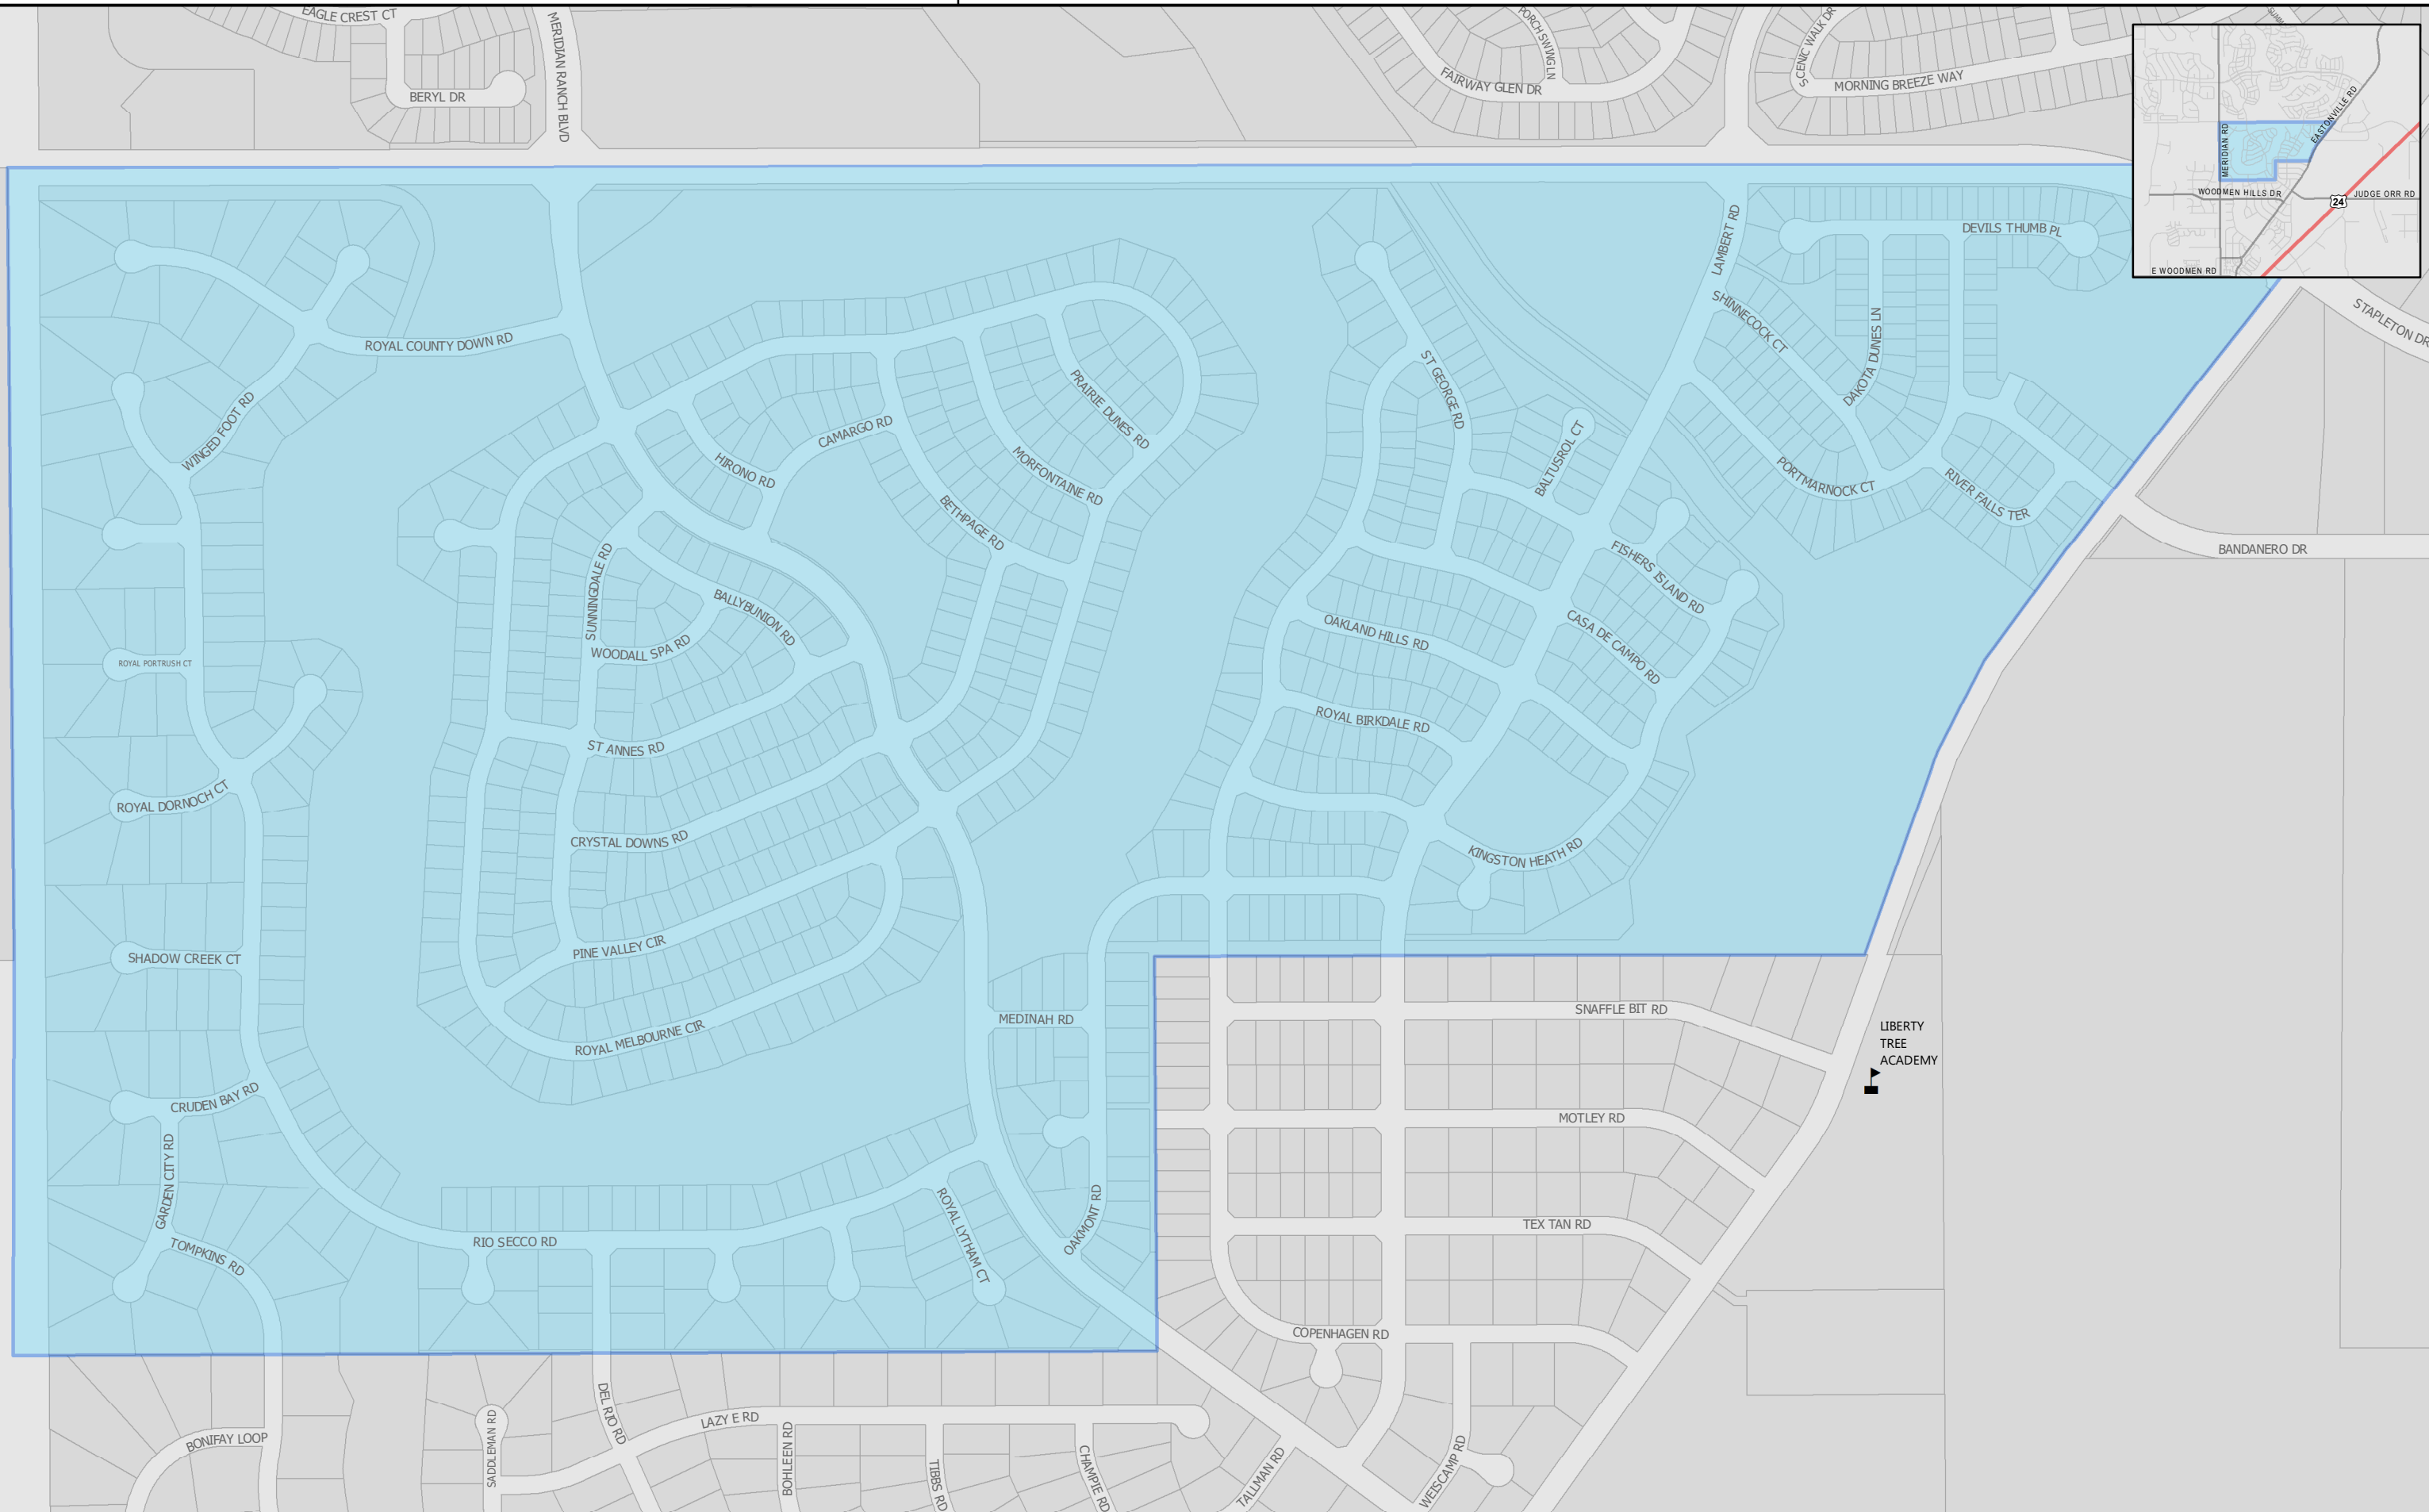 EAGLE CREST CT
MERIDIAN RANCH BLVD
BERYL DR
PORCH SWING LN
FAIRWAY GLEN DR
SCENIC WALK DR
MORNING BREEZE WAY
EASTONVILLE RD
MERIDIAN RD
WOODMEN HILLS DR
JUDGE ORR RD
24
E WOODMEN RD
LAMBERT RD
DEVILS THUMB PL
STAPLETON DR
SHINNECOCK CT
DAKOTA DUNES LN
ROYAL COUNTY DOWN RD
ST GEORGE RD
PRAIRIE DUNES RD
WINGED FOOT RD
CAMARGO RD
HIRONO RD
MORFONTAINE RD
BALTUSROL CT
PORTMARNOCK CT
RIVER FALLS TER
BETHPAGE RD
BANDANERO DR
SUNNINGDALE RD
FISHERS ISLAND RD
BALLYBUNION RD
OAKLAND HILLS RD
CASA DE CAMPO RD
WOODALL SPA RD
ROYAL PORTRUSH CT
ROYAL BIRKDALE RD
ST ANNES RD
ROYAL DORNOCH CT
CRYSTAL DOWNS RD
KINGSTON HEATH RD
PINE VALLEY CIR
SHADOW CREEK CT
SNAFFLE BIT RD
MEDINAH RD
LIBERTY
TREE
ACADEMY
ROYAL MELBOURNE CIR
CRUDEN BAY RD
MOTLEY RD
GARDEN CITY RD
OAKMONT RD
ROYAL LYTHAM CT
TEX TAN RD
RIO SECCO RD
TOMPKINS RD
COPENHAGEN RD
DEL RIO RD
LAZY E RD
BONIFAY LOOP
SADDLEMAN RD
BOHLEEN RD
TIBBS RD
CHAMPIE RD
TALLMAN RD
WEISCAMP RD